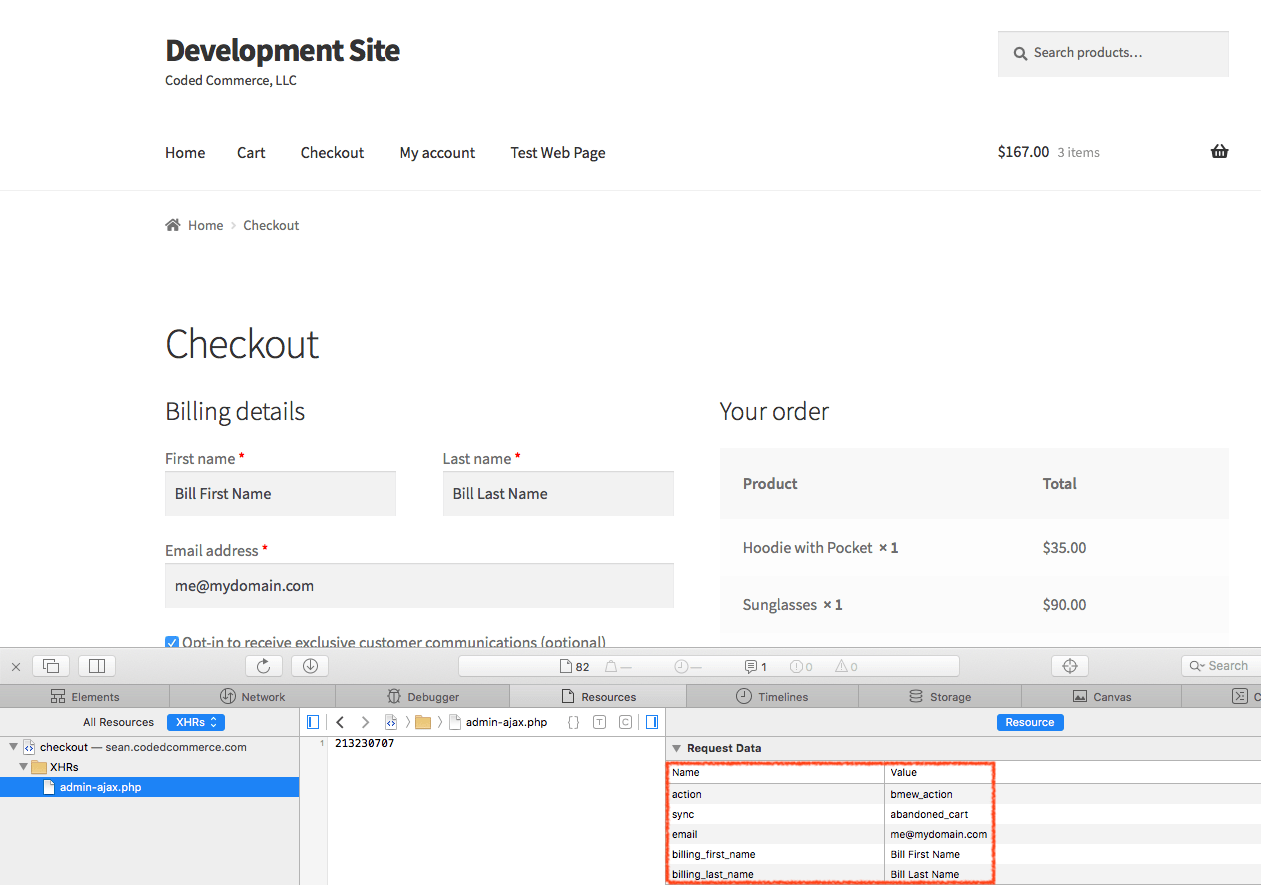 Development Site
Coded Commerce, LLC
Search products…
Home Cart Checkout My account Test Web Page
$167.00 3 items
Home › Checkout
Checkout
Billing details
Your order
First name *
Last name *
Bill First Name
Bill Last Name
Product Total
Email address *
Hoodie with Pocket × 1 $35.00
me@mydomain.com
Sunglasses × 1 $90.00
Opt-in to receive exclusive customer communications (optional)
82 — — 1 0 0 Search
Elements Network Debugger Resources Timelines Storage Canvas C
All Resources XHRs admin-ajax.php {} T C Resource
checkout — sean.codedcommerce.com
1 213230707
Request Data
XHRs
Name Value
admin-ajax.php
action bmew_action
sync abandoned_cart
email me@mydomain.com
billing_first_name Bill First Name
billing_last_name Bill Last Name